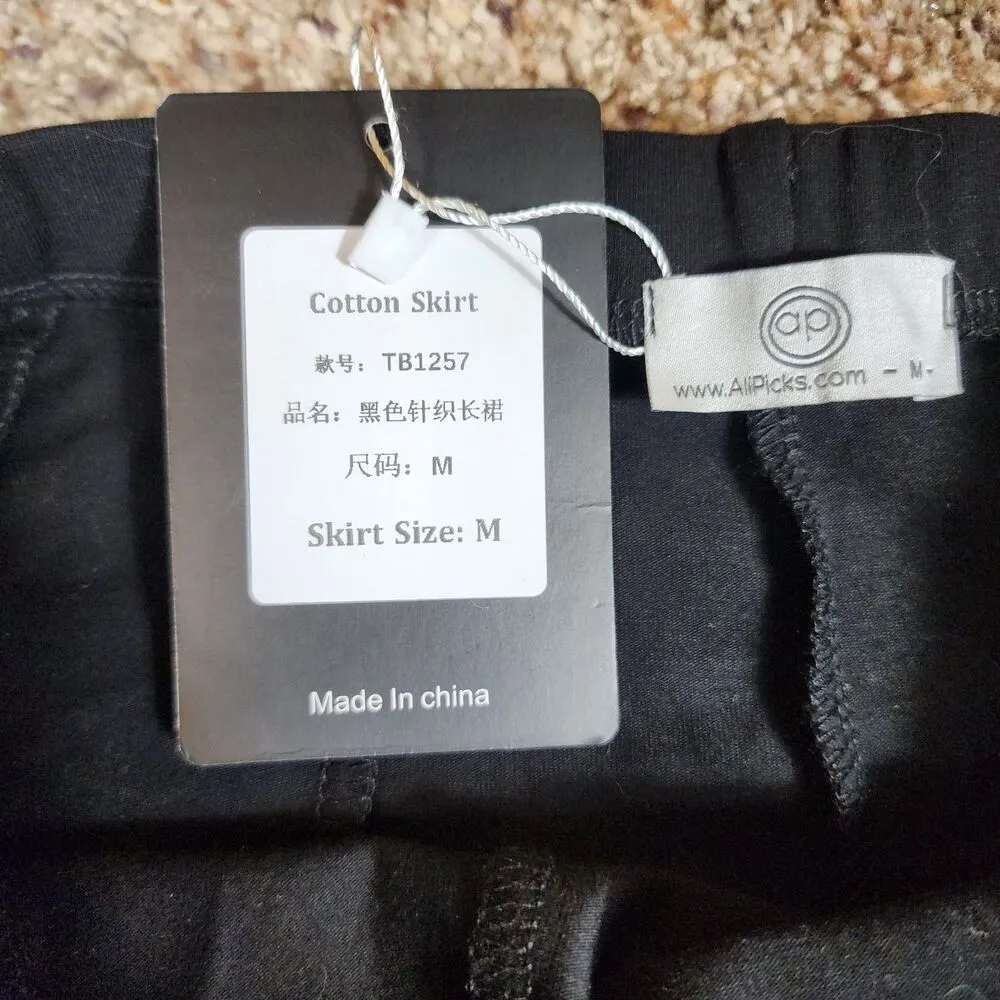 Cotton Skirt
款号：TB1257
品名：黑色针织长裙
尺码：M
Skirt Size: M
Made In china
ap
www.AliPicks.com - M-